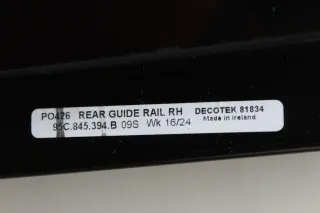 PO426 REAR GUIDE RAIL RH DECOTEK 81834
95C.845.394.B 09S Wk 16/24 Made in Ireland